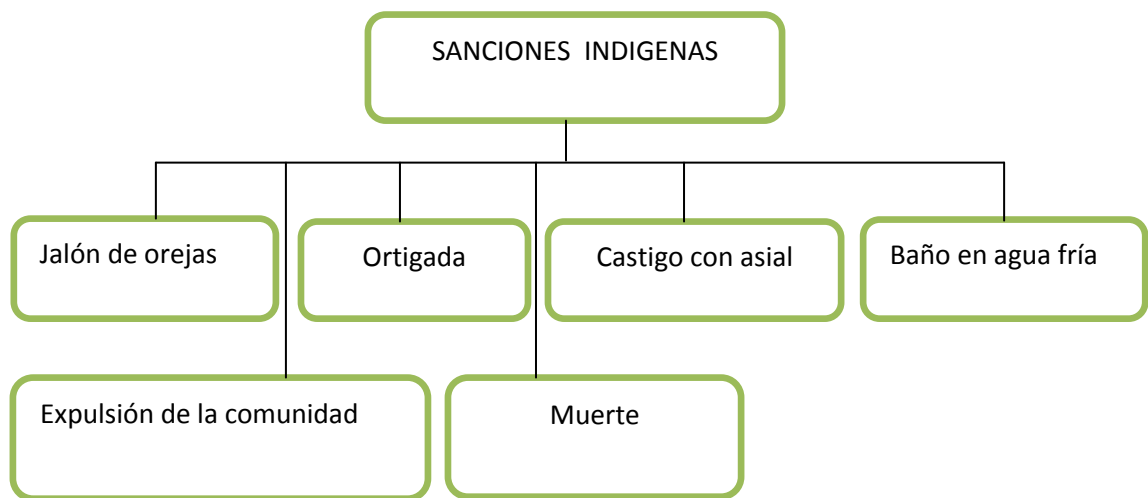 SANCIONES INDIGENAS
Jalón de orejas
Ortigada
Castigo con asial
Baño en agua fría
Expulsión de la comunidad
Muerte